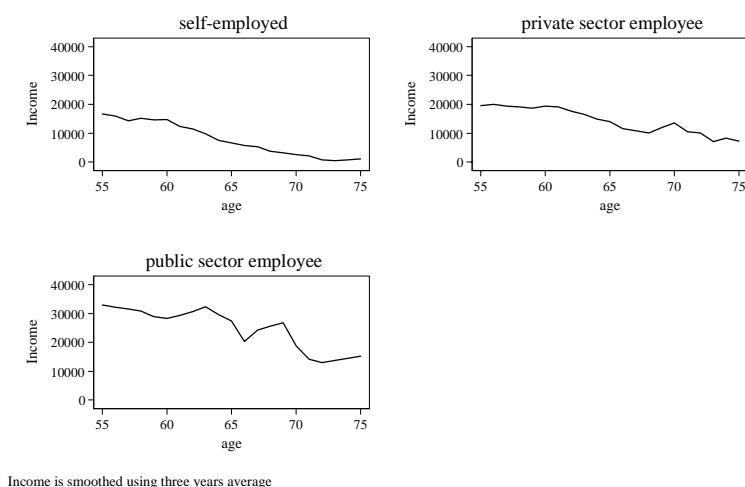 self-employed
40000
30000
20000
10000
0
Income
55 60 65 70 75
age
private sector employee
40000
30000
20000
10000
0
Income
55 60 65 70 75
age
public sector employee
40000
30000
20000
10000
0
Income
55 60 65 70 75
age
Income is smoothed using three years average